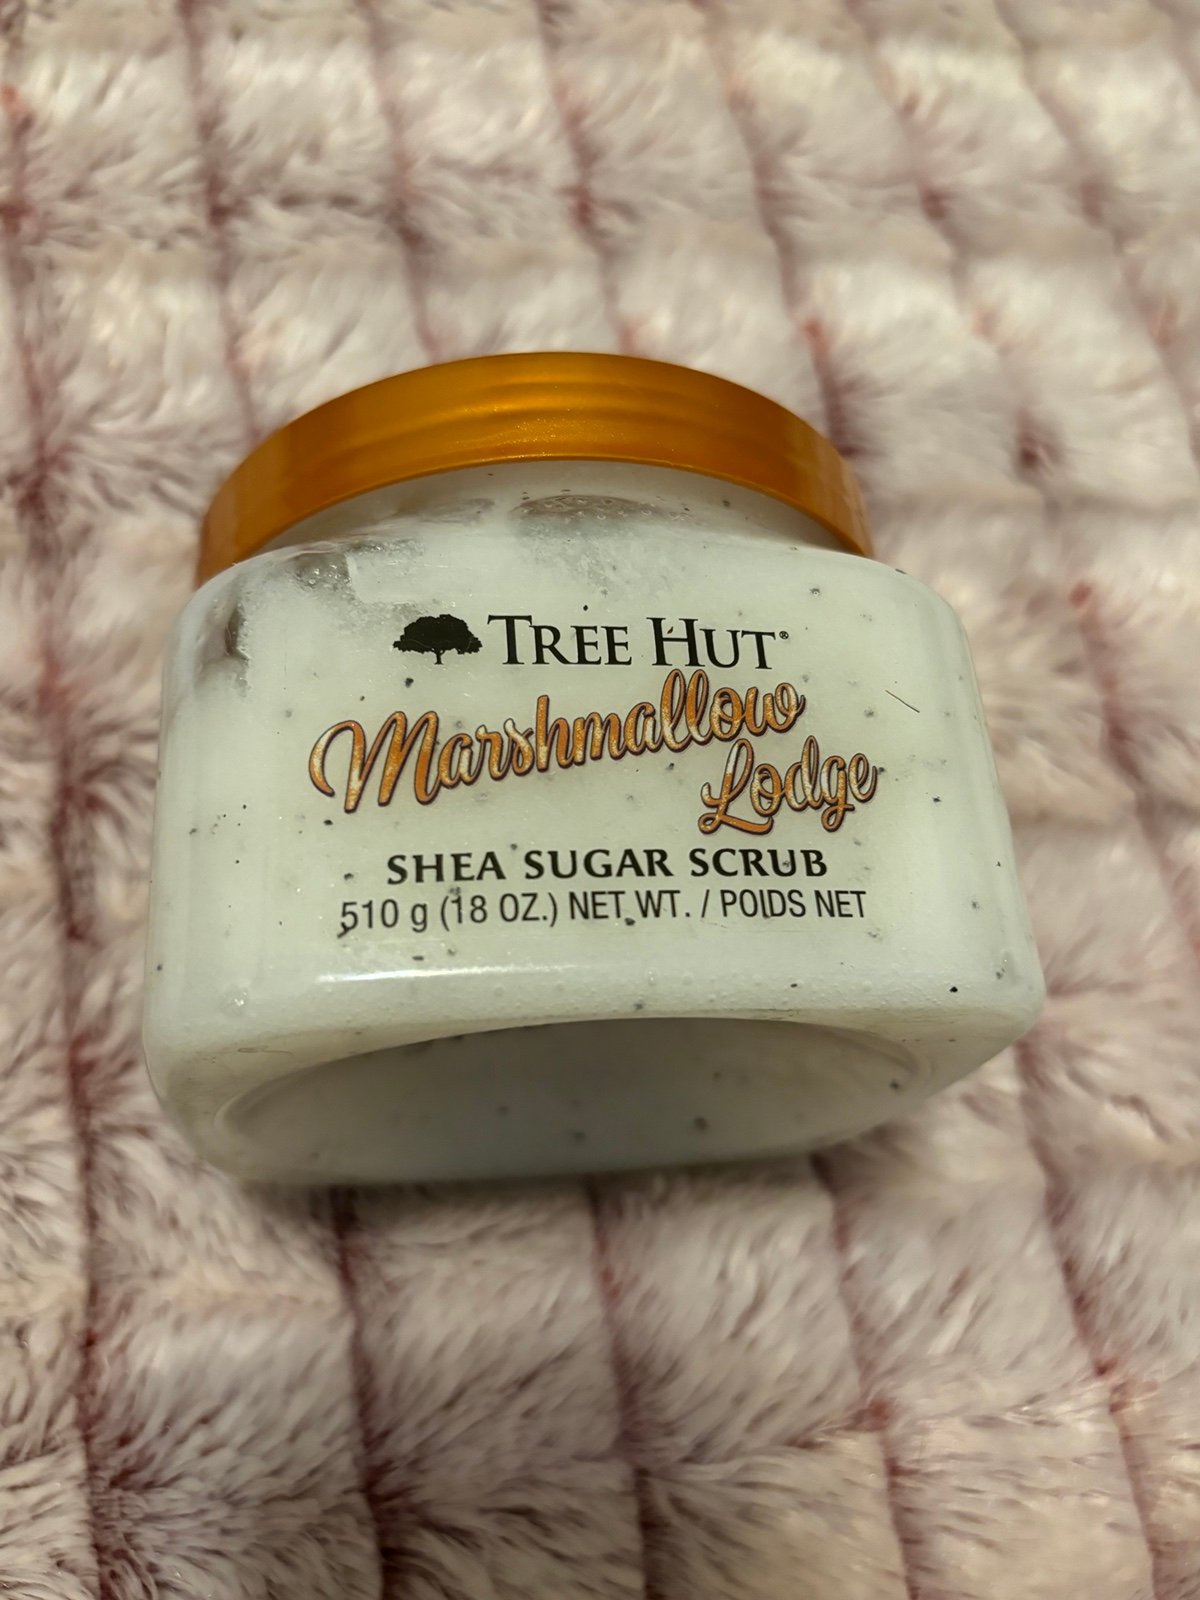 TREE HUT®
Marshmallow
Lodge
SHEA SUGAR SCRUB
510 g (18 OZ.) NET WT. / POIDS NET